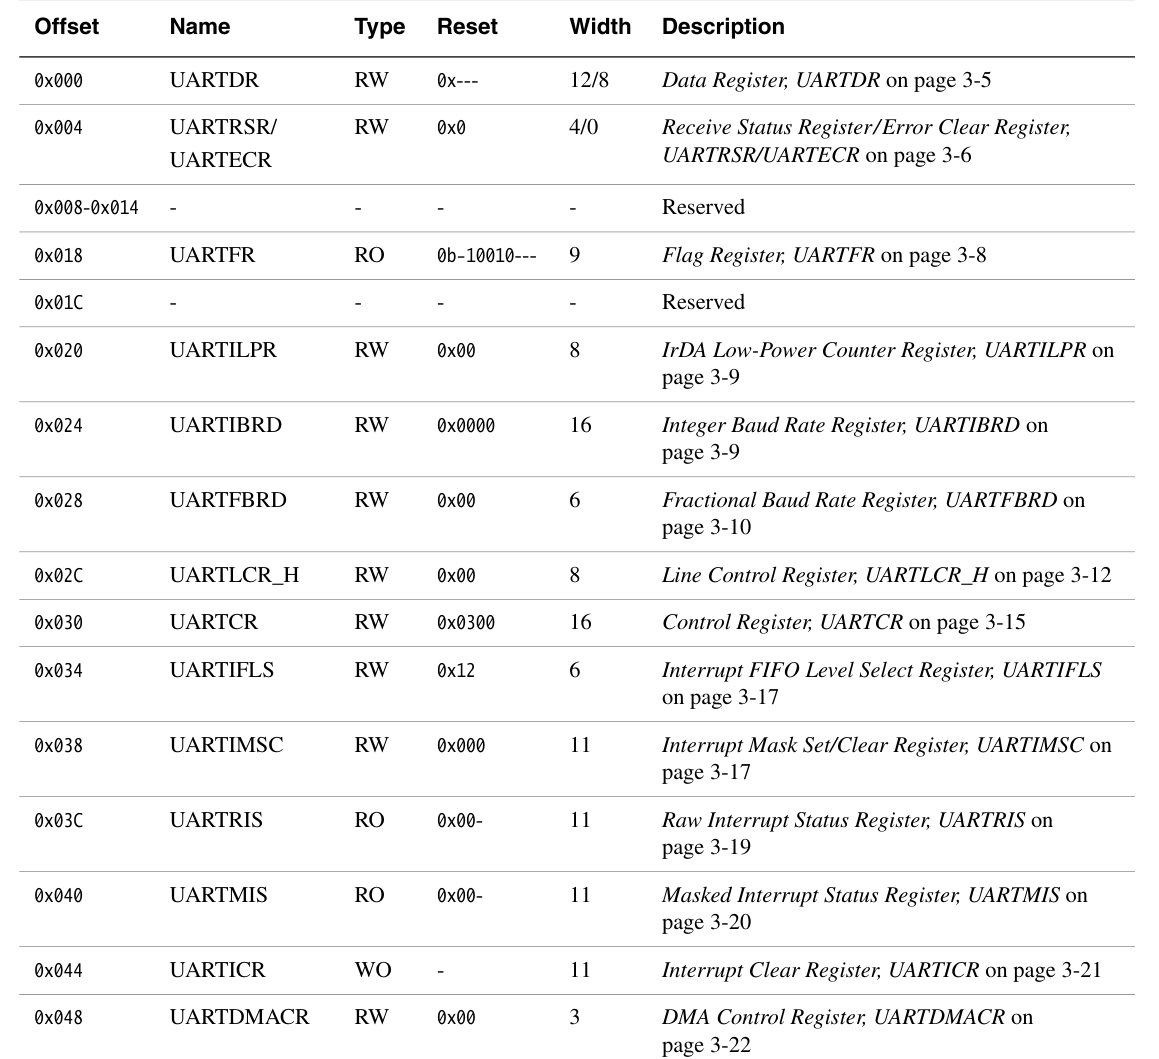 Offset Name Type Reset Width Description
0x000 UARTDR RW 0x--- 12/8 Data Register, UARTDR on page 3-5
0x004 UARTRSR/ RW 0x0 4/0 Receive Status Register/Error Clear Register,
UARTECR UARTRSR/UARTECR on page 3-6
0x008-0x014 - - - - Reserved
0x018 UARTFR RO 0b-10010--- 9 Flag Register, UARTFR on page 3-8
0x01C - - - - Reserved
0x020 UARTILPR RW 0x00 8 IrDA Low-Power Counter Register, UARTILPR on
page 3-9
0x024 UARTIBRD RW 0x0000 16 Integer Baud Rate Register, UARTIBRD on
page 3-9
0x028 UARTFBRD RW 0x00 6 Fractional Baud Rate Register, UARTFBRD on
page 3-10
0x02C UARTLCR_H RW 0x00 8 Line Control Register, UARTLCR_H on page 3-12
0x030 UARTCR RW 0x0300 16 Control Register, UARTCR on page 3-15
0x034 UARTIFLS RW 0x12 6 Interrupt FIFO Level Select Register, UARTIFLS
on page 3-17
0x038 UARTIMSC RW 0x000 11 Interrupt Mask Set/Clear Register, UARTIMSC on
page 3-17
0x03C UARTRIS RO 0x00- 11 Raw Interrupt Status Register, UARTRIS on
page 3-19
0x040 UARTMIS RO 0x00- 11 Masked Interrupt Status Register, UARTMIS on
page 3-20
0x044 UARTICR WO - 11 Interrupt Clear Register, UARTICR on page 3-21
0x048 UARTDMACR RW 0x00 3 DMA Control Register, UARTDMACR on
page 3-22